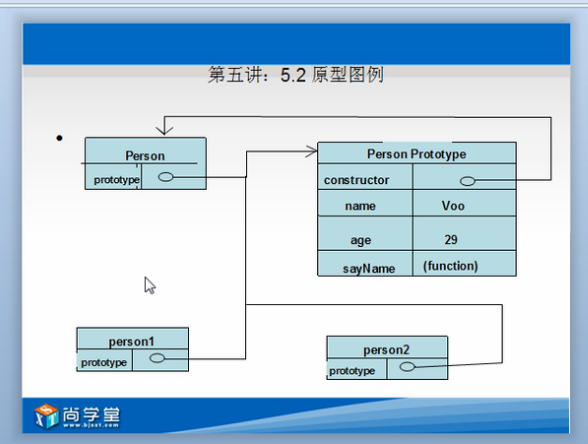 第五讲：5.2 原型图例
•
Person
prototype
Person Prototype
constructor
name Voo
age 29
sayName (function)
person1
prototype
person2
prototype
尚学堂
www.bjsxt.com